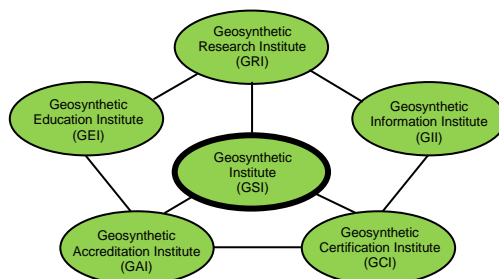 Geosynthetic
Research Institute
(GRI)
Geosynthetic
Education Institute
(GEI)
Geosynthetic
Information Institute
(GII)
Geosynthetic
Institute
(GSI)
Geosynthetic
Accreditation Institute
(GAI)
Geosynthetic
Certification Institute
(GCI)